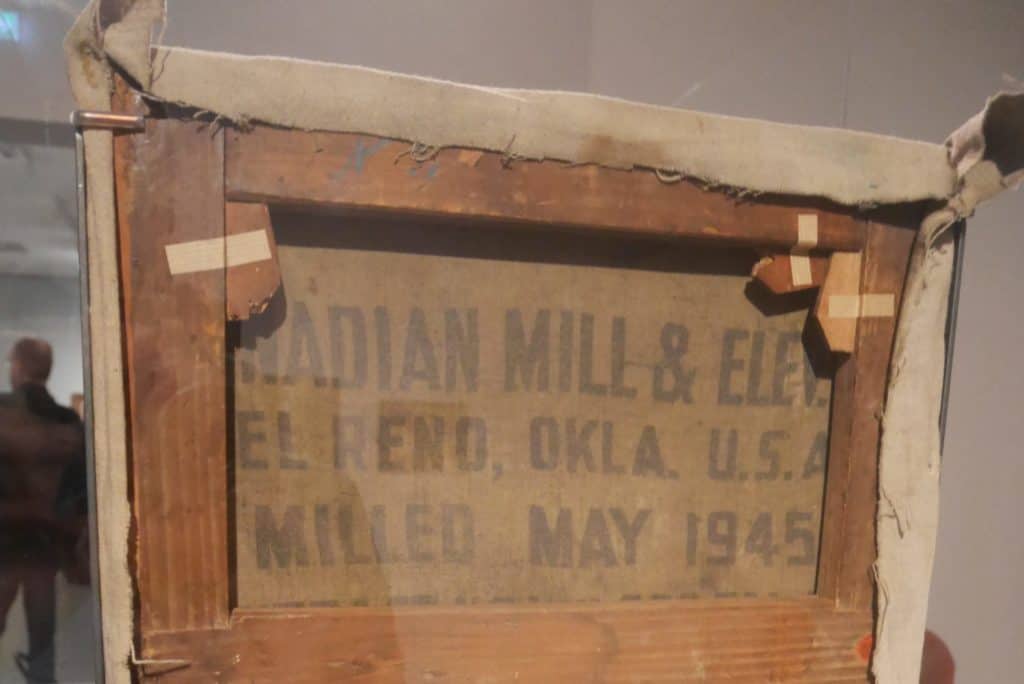 NADIAN MILL & ELEV.
EL RENO, OKLA. U.S.A
MILLED MAY 1945